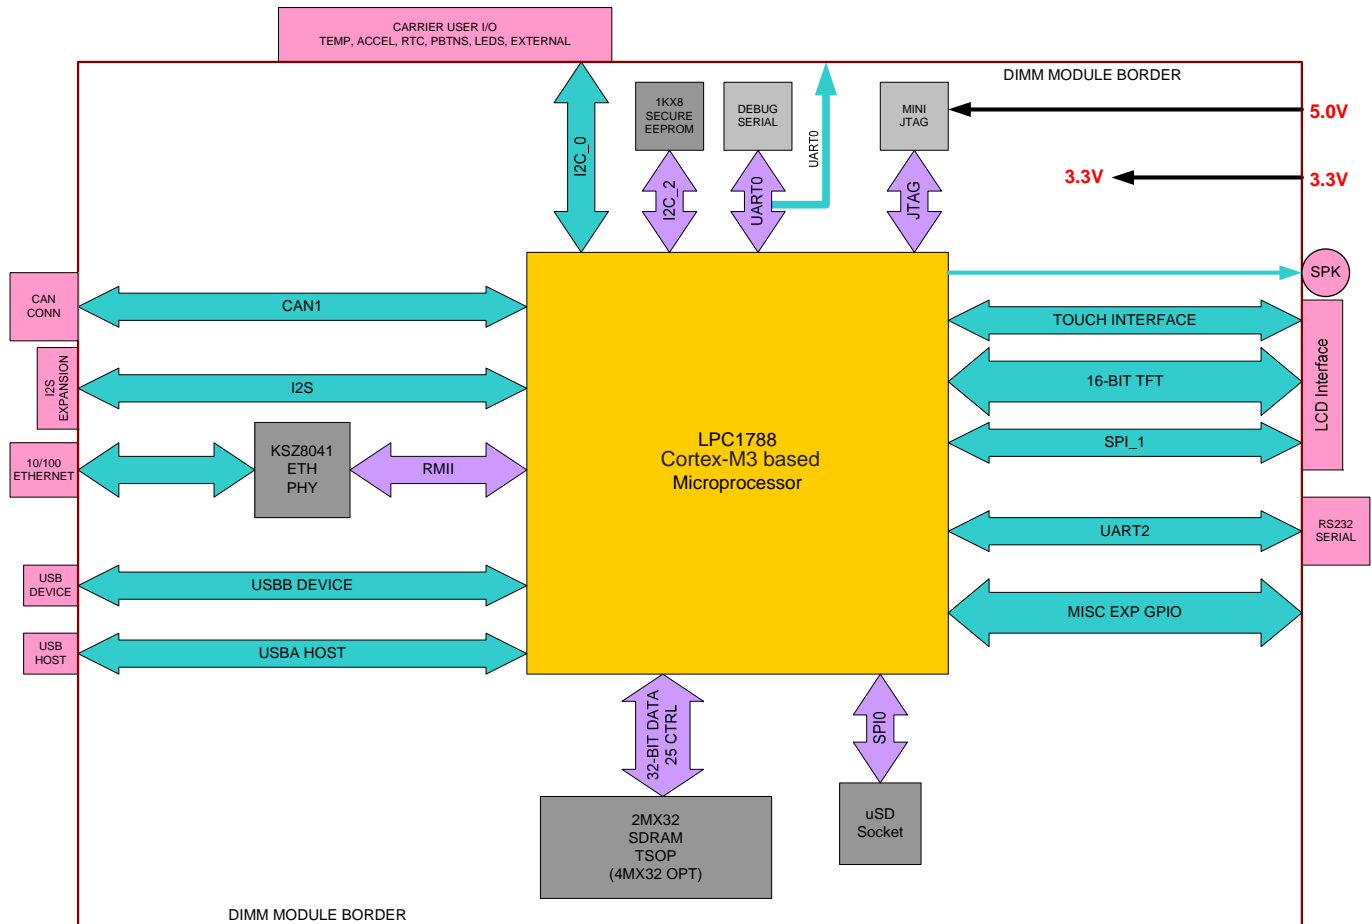 CARRIER USER I/O
TEMP, ACCEL, RTC, PBTNS, LEDS, EXTERNAL
DIMM MODULE BORDER
1KX8
SECURE
EEPROM
DEBUG
SERIAL
MINI
JTAG
5.0V
I2C_0
I2C_2
UART0
UART0
JTAG
3.3V
3.3V
SPK
CAN
CONN
CAN1
TOUCH INTERFACE
I2S
EXPANSION
I2S
16-BIT TFT
LCD Interface
SPI_1
10/100
ETHERNET
KSZ8041
ETH
PHY
RMII
LPC1788
Cortex-M3 based
Microprocessor
UART2
RS232
SERIAL
USB
DEVICE
USBB DEVICE
MISC EXP GPIO
USB
HOST
USBA HOST
32-BIT DATA
25 CTRL
SPI0
2MX32
SDRAM
TSOP
(4MX32 OPT)
uSD
Socket
DIMM MODULE BORDER